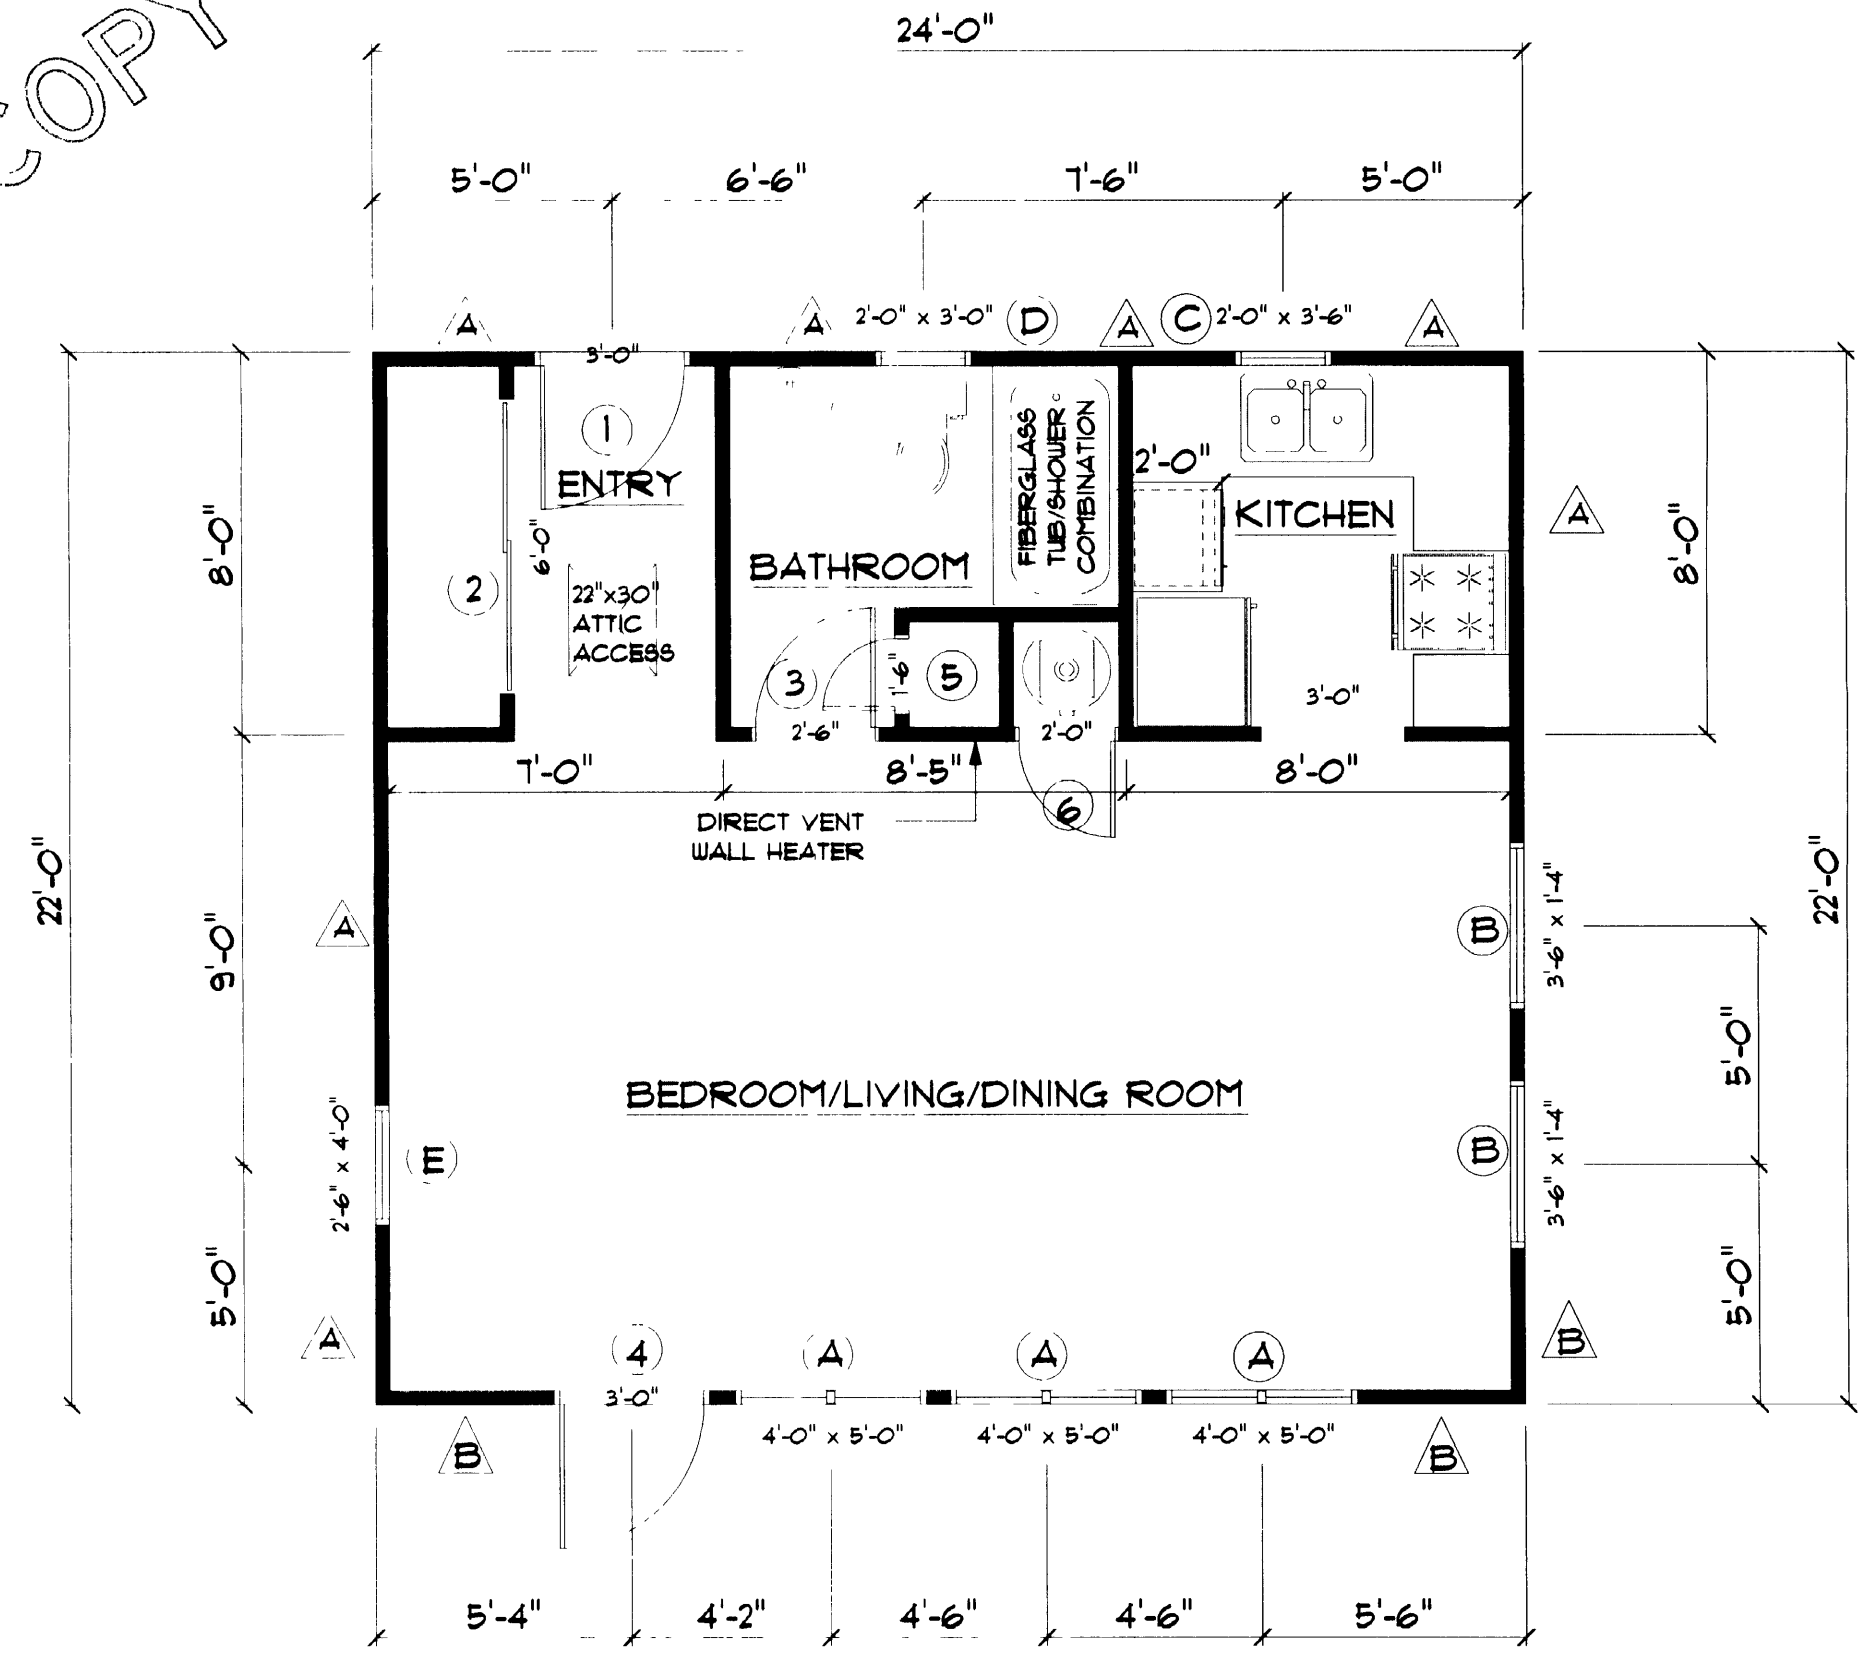 COPY
24'-0"
5'-0"
6'-6"
7'-6"
5'-0"
A
A
2'-0" x 3'-0"
D
A
C
2'-0" x 3'-6"
A
3'-0"
1
ENTRY
6'-0"
2
22"x30"
ATTIC
ACCESS
BATHROOM
FIBERGLASS
TUB/SHOWER
COMBINATION
2'-0"
KITCHEN
A
8'-0"
8'-0"
3
1'-6"
5
3'-0"
2'-6"
2'-0"
7'-0"
8'-5"
8'-0"
6
DIRECT VENT
WALL HEATER
22'-0"
9'-0"
A
B
3'-6" x 1'-4"
22'-0"
5'-0"
BEDROOM/LIVING/DINING ROOM
2'-6" x 4'-0"
E
B
3'-6" x 1'-4"
5'-0"
5'-0"
A
4
A
A
A
B
3'-0"
4'-0" x 5'-0"
4'-0" x 5'-0"
4'-0" x 5'-0"
B
B
5'-4"
4'-2"
4'-6"
4'-6"
5'-6"